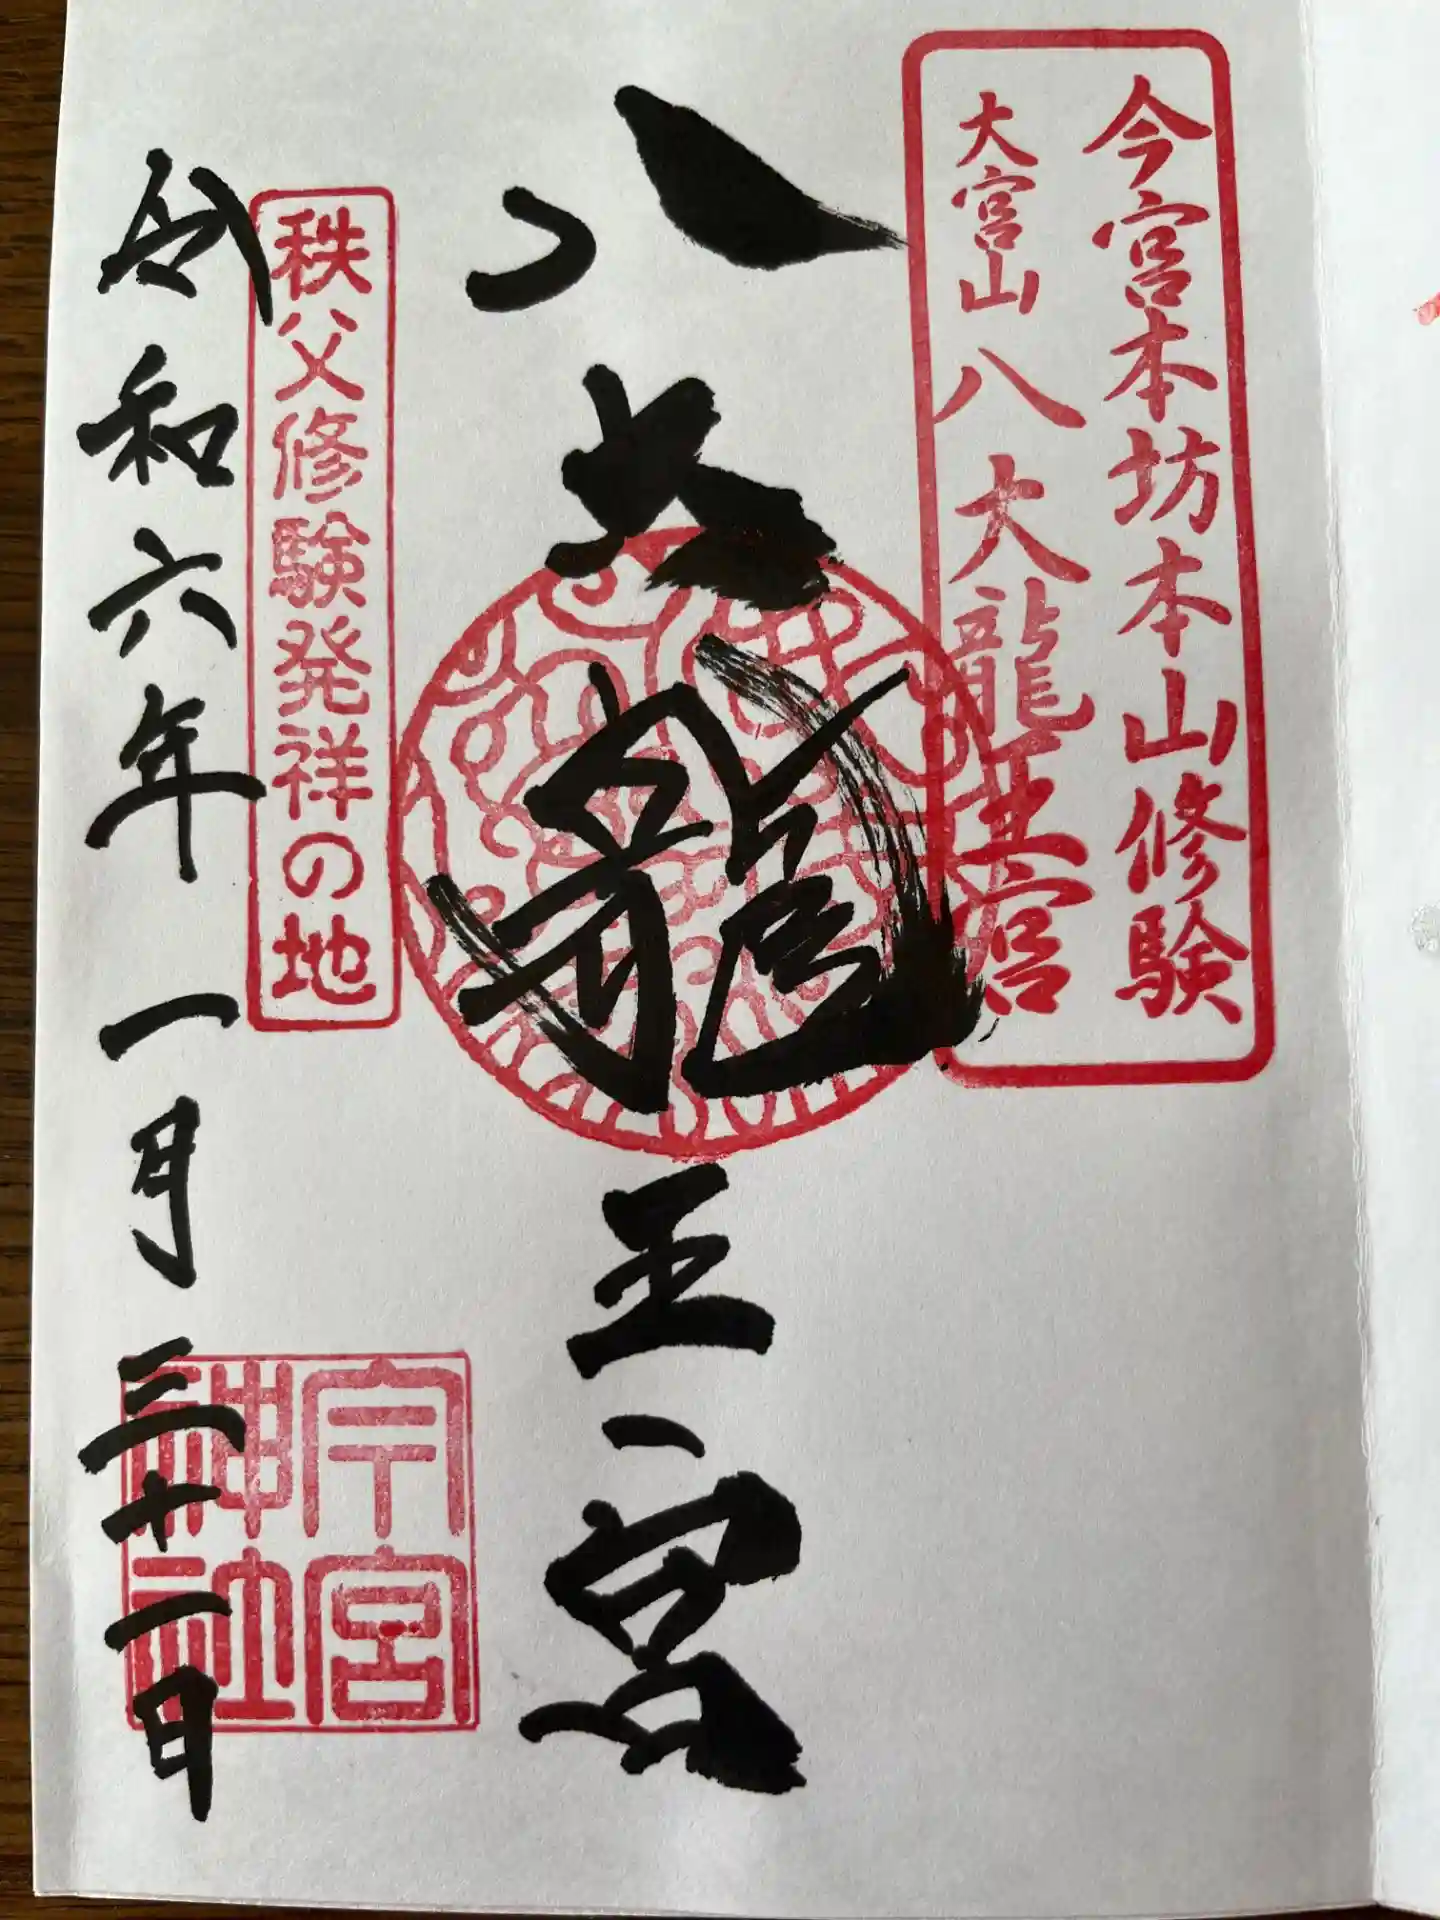 今宮本坊本山修験
大宮山八大龍王宮
八大龍王宮
秩父修験発祥の地
令和六年一月三十一日
今宮
神社